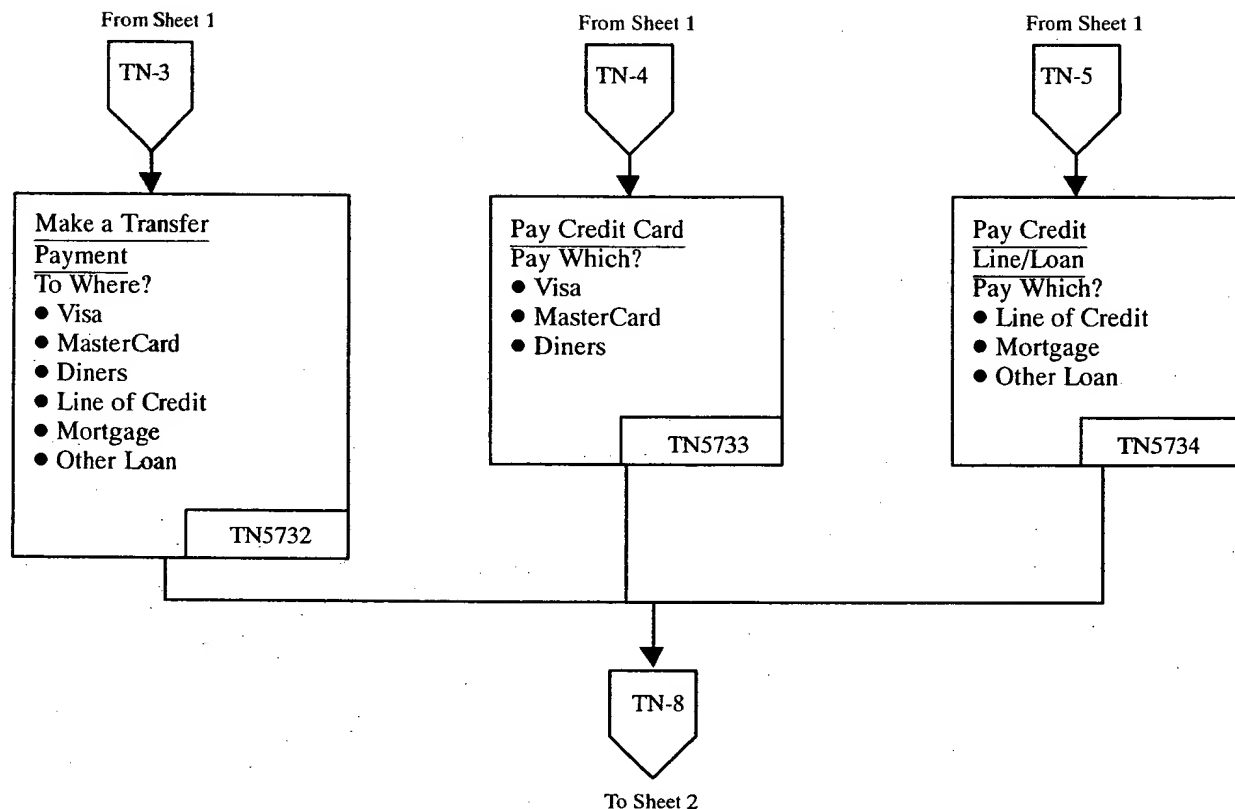 From Sheet 1
TN-3
Make a Transfer
Payment
To Where?
● Visa
● MasterCard
● Diners
● Line of Credit
● Mortgage
● Other Loan
TN5732
From Sheet 1
TN-4
Pay Credit Card
Pay Which?
● Visa
● MasterCard
● Diners
TN5733
From Sheet 1
TN-5
Pay Credit
Line/Loan
Pay Which?
● Line of Credit
● Mortgage
● Other Loan
TN5734
TN-8
To Sheet 2